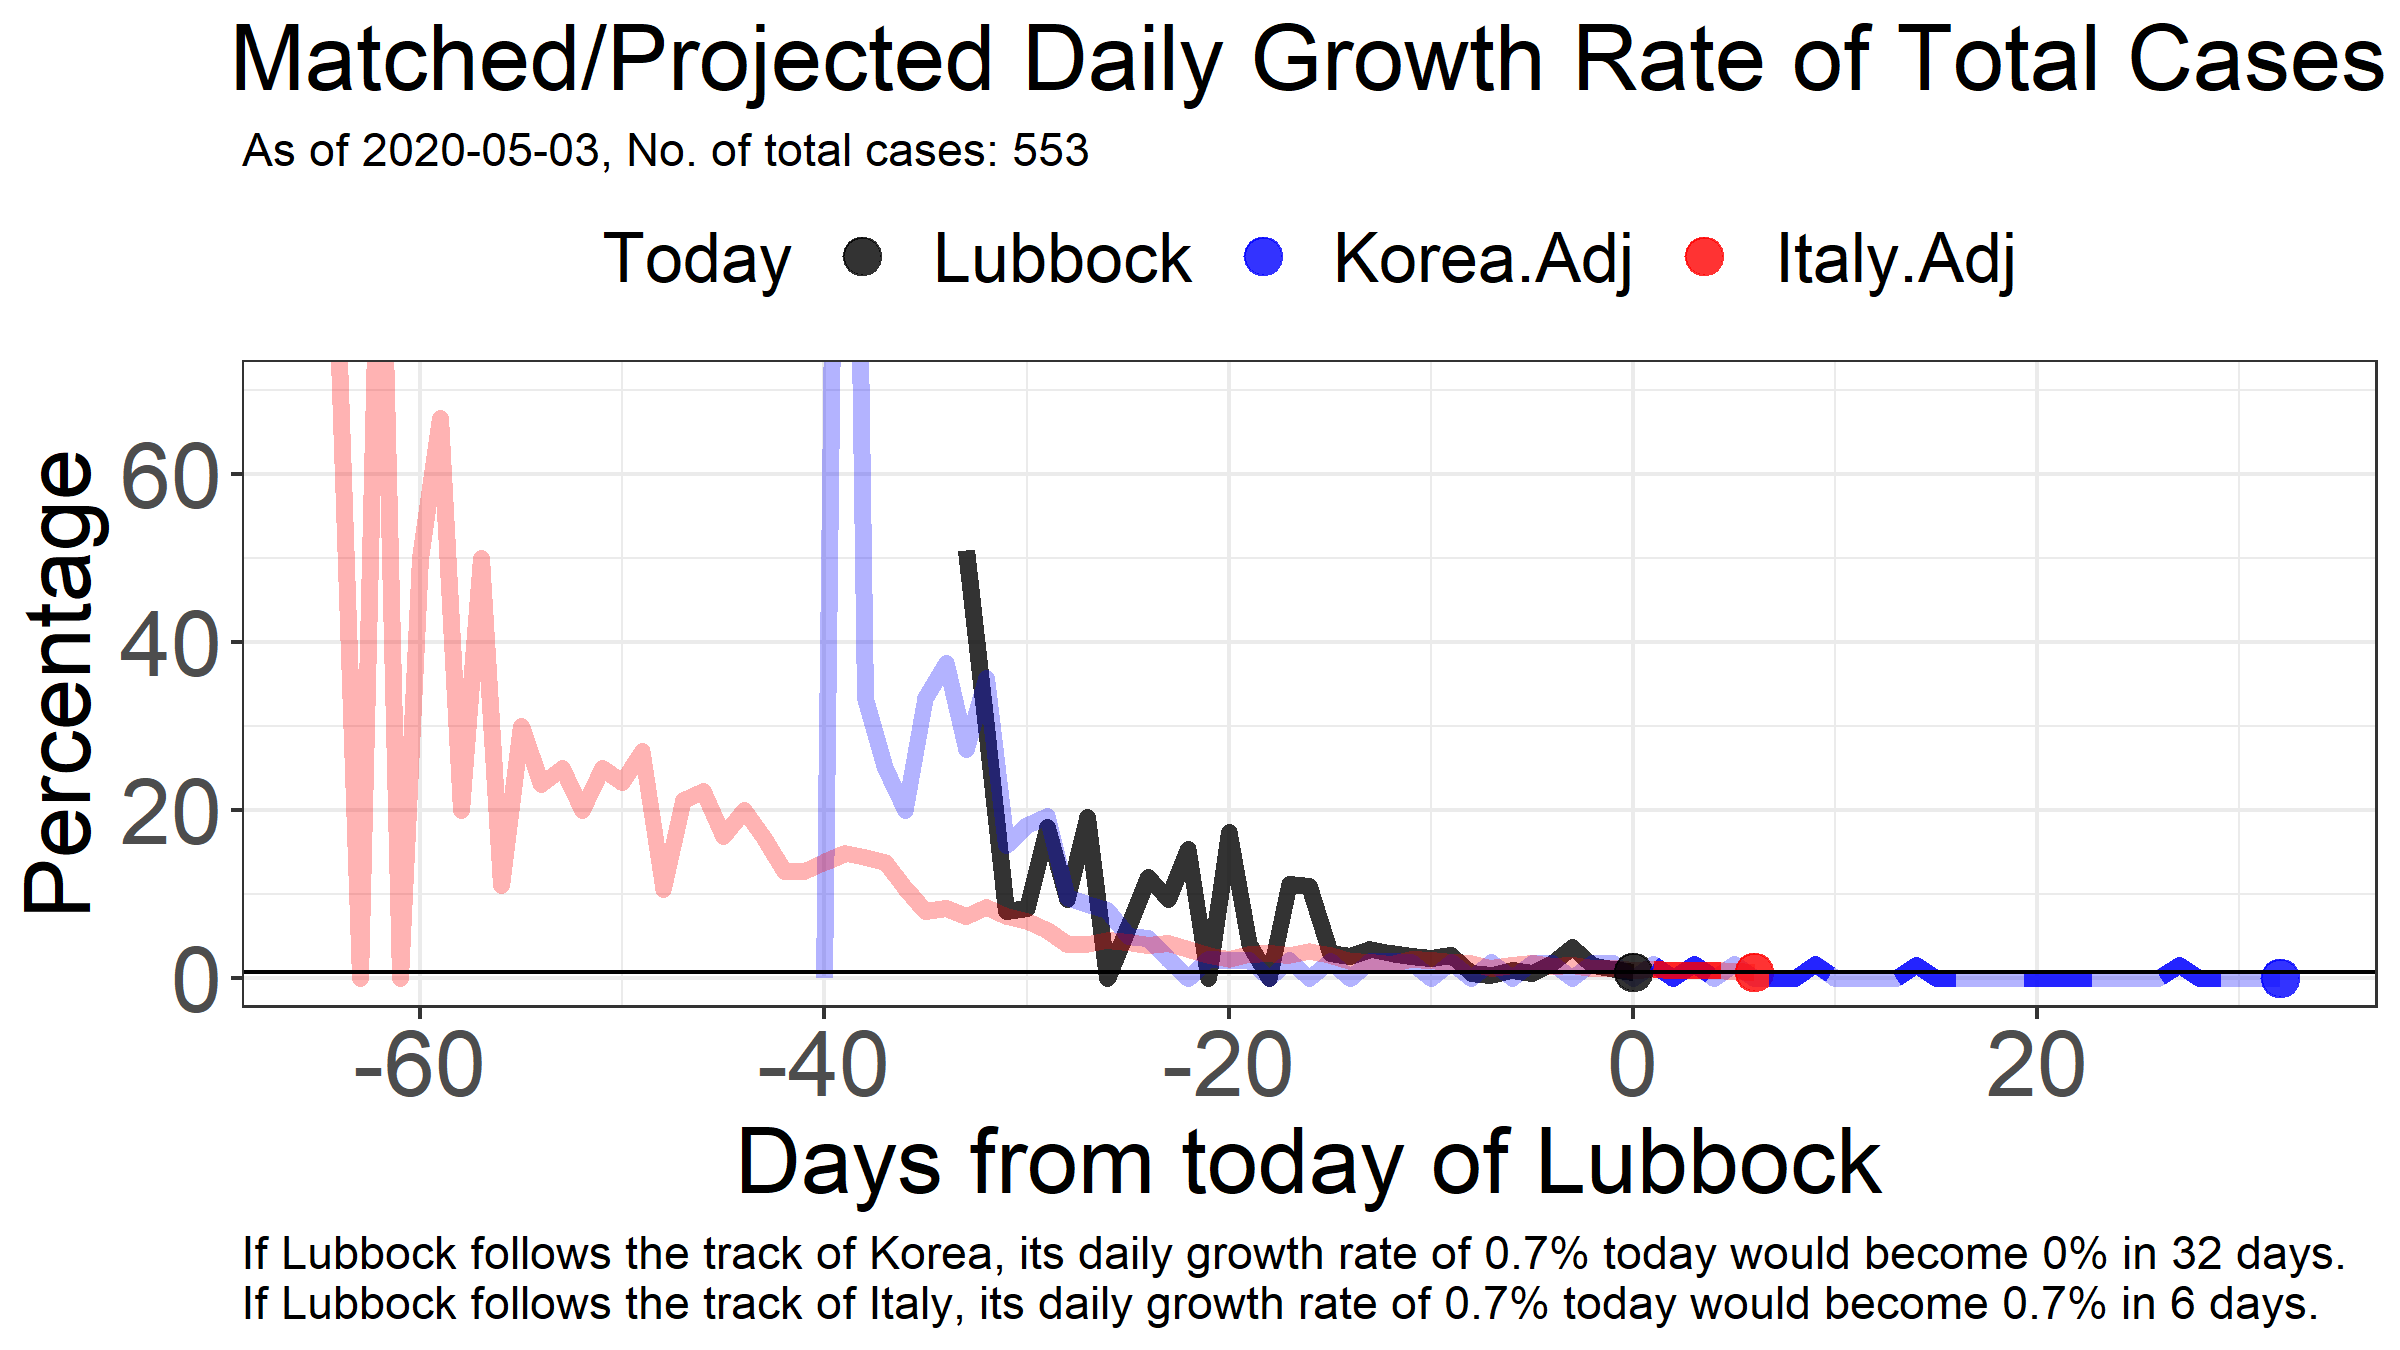 Matched/Projected Daily Growth Rate of Total Cases
As of 2020-05-03, No. of total cases: 553
Today Lubbock Korea.Adj Italy.Adj
Percentage
60
40
20
0
-60 -40 -20 0 20
Days from today of Lubbock
If Lubbock follows the track of Korea, its daily growth rate of 0.7% today would become 0% in 32 days.
If Lubbock follows the track of Italy, its daily growth rate of 0.7% today would become 0.7% in 6 days.